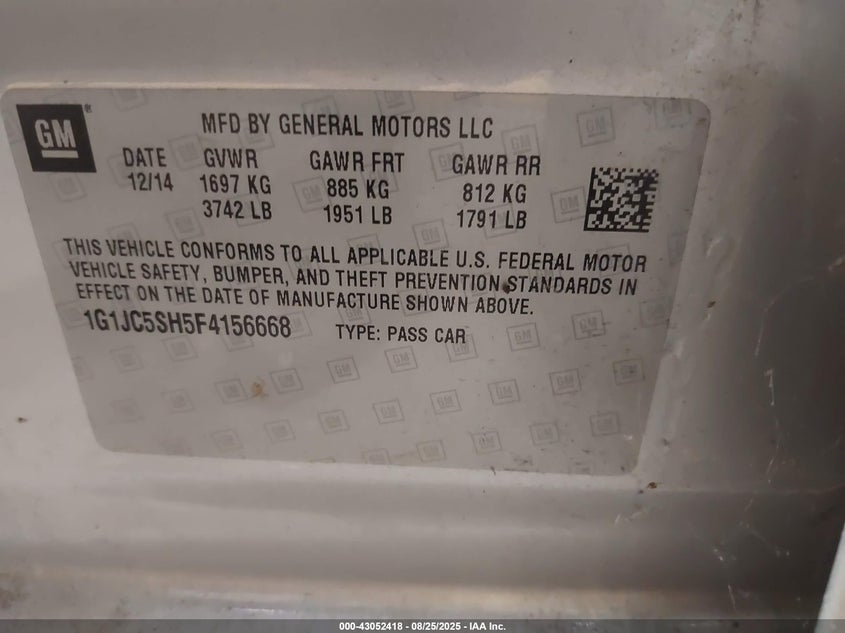 GM ®
MFD BY GENERAL MOTORS LLC
DATE GVWR GAWR FRT GAWR RR
12/14 1697 KG 885 KG 812 KG
3742 LB 1951 LB 1791 LB
THIS VEHICLE CONFORMS TO ALL APPLICABLE U.S. FEDERAL MOTOR
VEHICLE SAFETY, BUMPER, AND THEFT PREVENTION STANDARDS IN
EFFECT ON THE DATE OF MANUFACTURE SHOWN ABOVE.
1G1JC5SH5F4156668 TYPE: PASS CAR
000-43052418 - 08/25/2025 - IAA Inc.